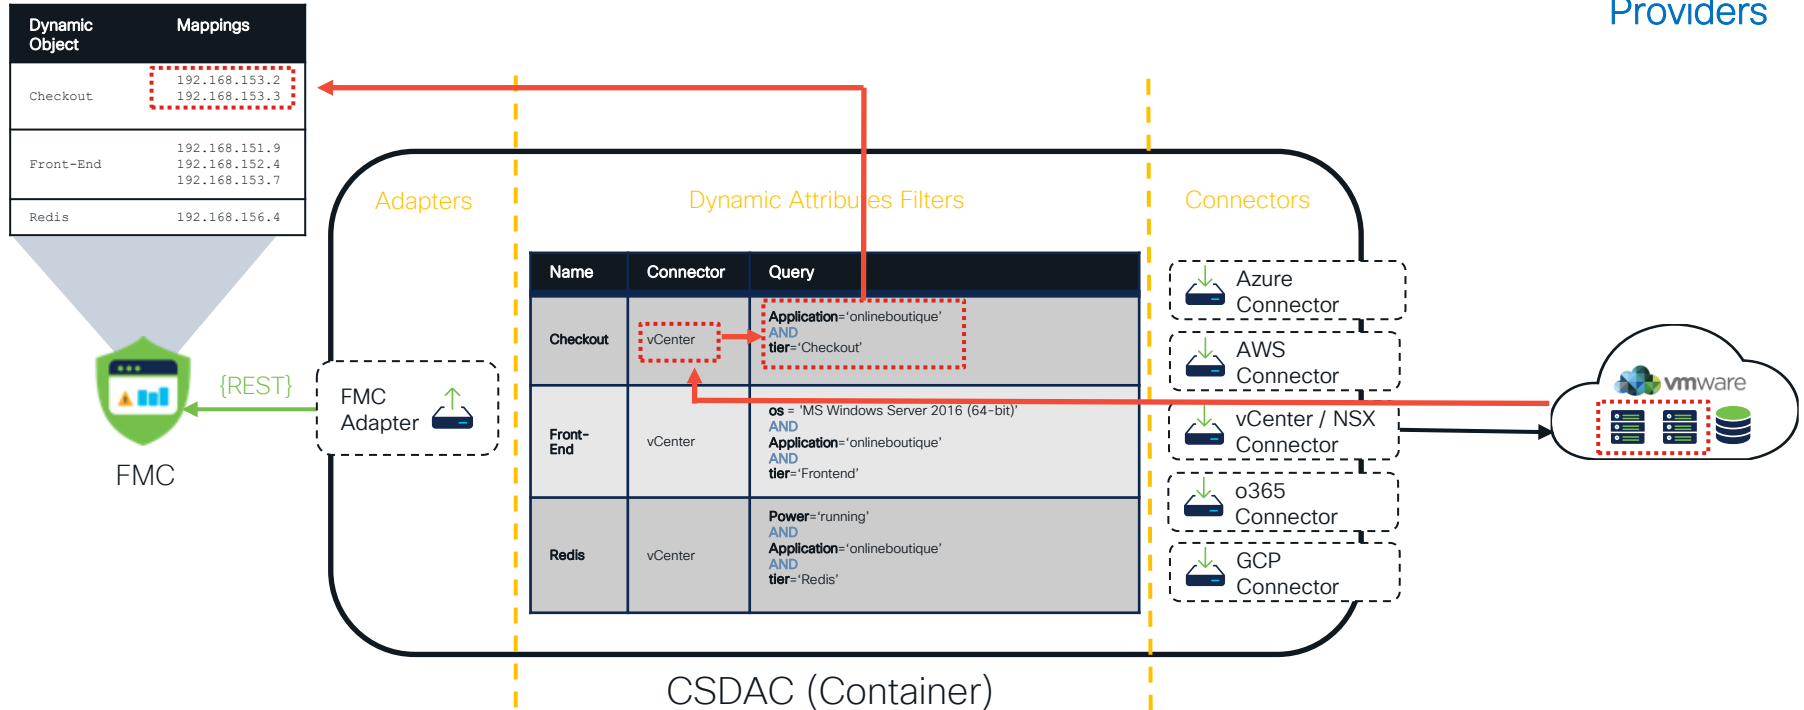 Providers
Dynamic Object
Mappings
Checkout
192.168.153.2
192.168.153.3
Front-End
192.168.151.9
192.168.152.4
192.168.153.7
Redis
192.168.156.4
Adapters
Dynamic Attributes Filters
Connectors
Name
Connector
Query
Checkout
vCenter
Application=‘onlineboutique’
AND
tier=‘Checkout’
Front-
End
vCenter
os = 'MS Windows Server 2016 (64-bit)’
AND
Application=‘onlineboutique’
AND
tier=‘Frontend’
Redis
vCenter
Power=‘running’
AND
Application=‘onlineboutique’
AND
tier=‘Redis’
{REST}
FMC
Adapter
FMC
Azure
Connector
AWS
Connector
vCenter / NSX
Connector
o365
Connector
GCP
Connector
vmware
CSDAC (Container)